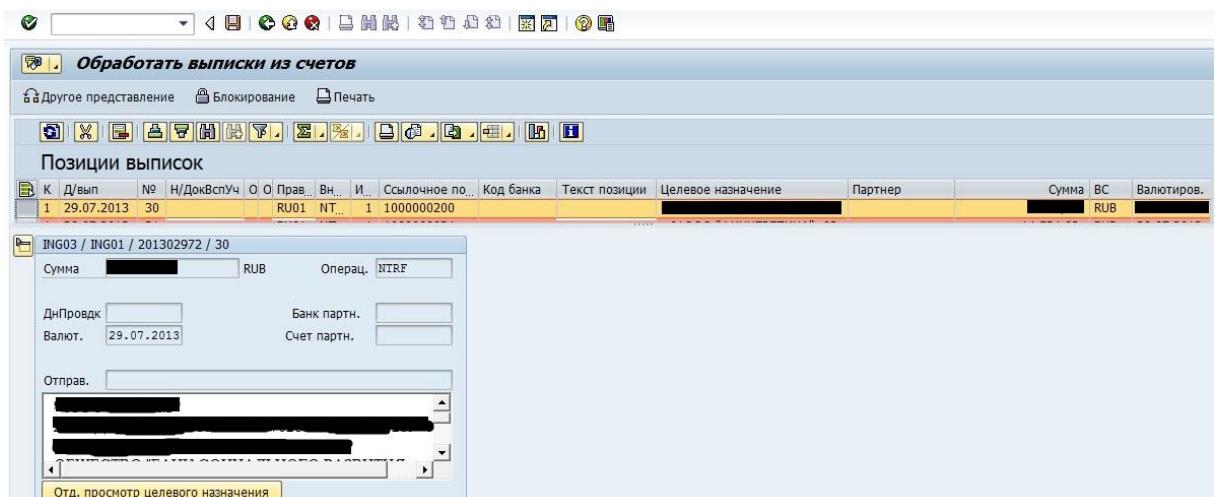 Обработать выписки из счетов
Другое представление Блокирование Печать
Позиции выписок
К Д/вып № Н/ДокВспУч О О Прав... Вн... И... Ссылочное по... Код банка Текст позиции Целевое назначение Партнер Сумма ВС Валютиров.
1 29.07.2013 30 RU01 NT... 1 1000000200 RUB
ING03 / ING01 / 201302972 / 30
Сумма RUB Операц. NTRF
ДнПровдк Банк партн.
Валют. 29.07.2013 Счет партн.
Отправ.
Отд. просмотр целевого назначения